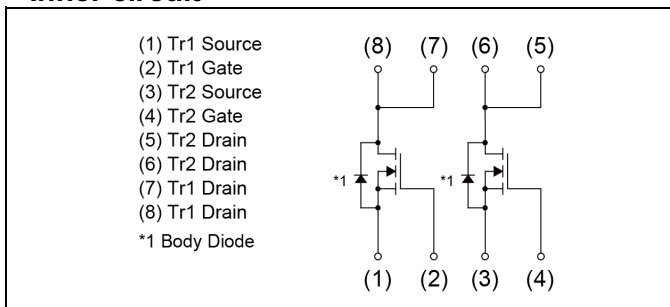 (1) Tr1 Source
(2) Tr1 Gate
(3) Tr2 Source
(4) Tr2 Gate
(5) Tr2 Drain
(6) Tr2 Drain
(7) Tr1 Drain
(8) Tr1 Drain
*1 Body Diode
(8) (7) (6) (5)
*1 *1
(1) (2) (3) (4)